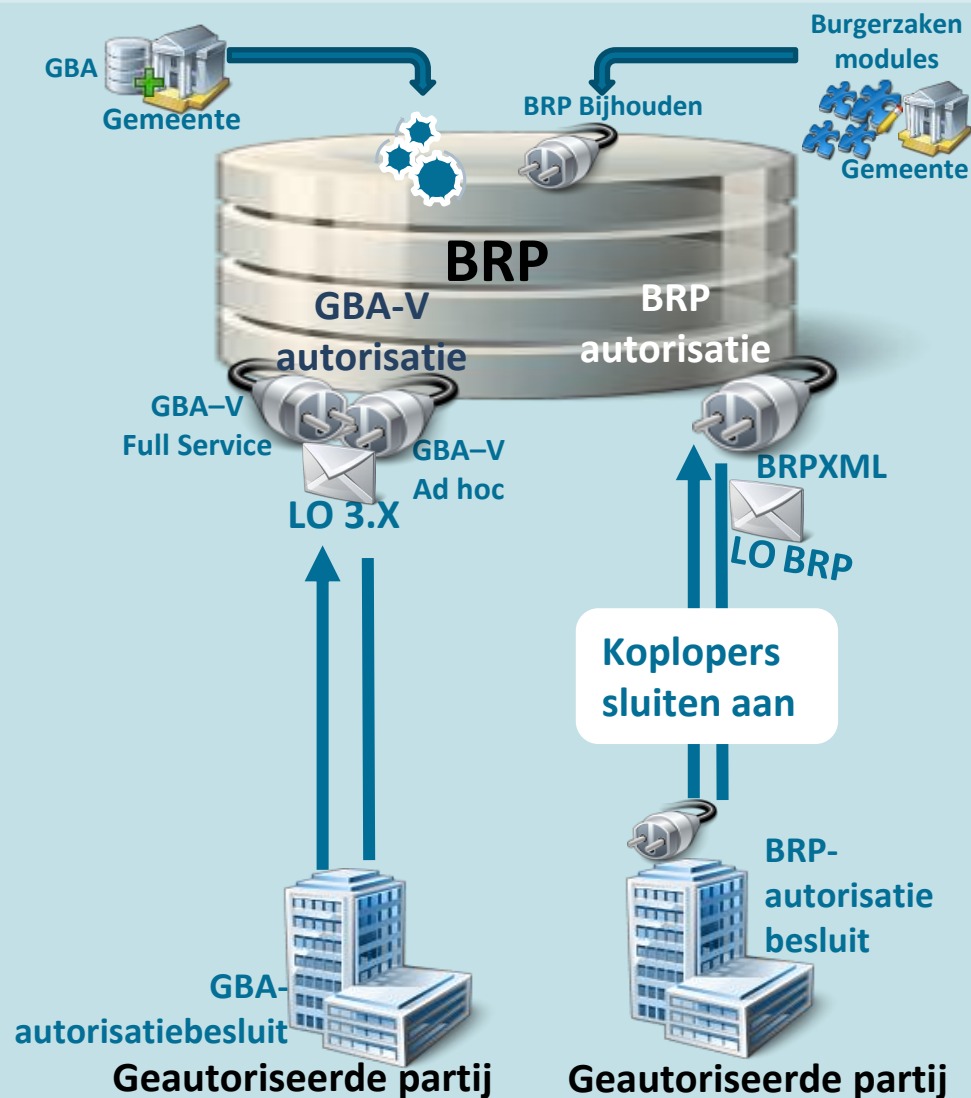 GBA
Gemeente
Burgerzaken
modules
Gemeente
BRP Bijhouden
BRP
GBA-V
autorisatie
BRP
autorisatie
GBA–V
Full Service
GBA–V
Ad hoc
LO 3.X
BRPXML
LO BRP
Koplopers
sluiten aan
GBA-
autorisatiebesluit
BRP-
autorisatie
besluit
Geautoriseerde partij
Geautoriseerde partij